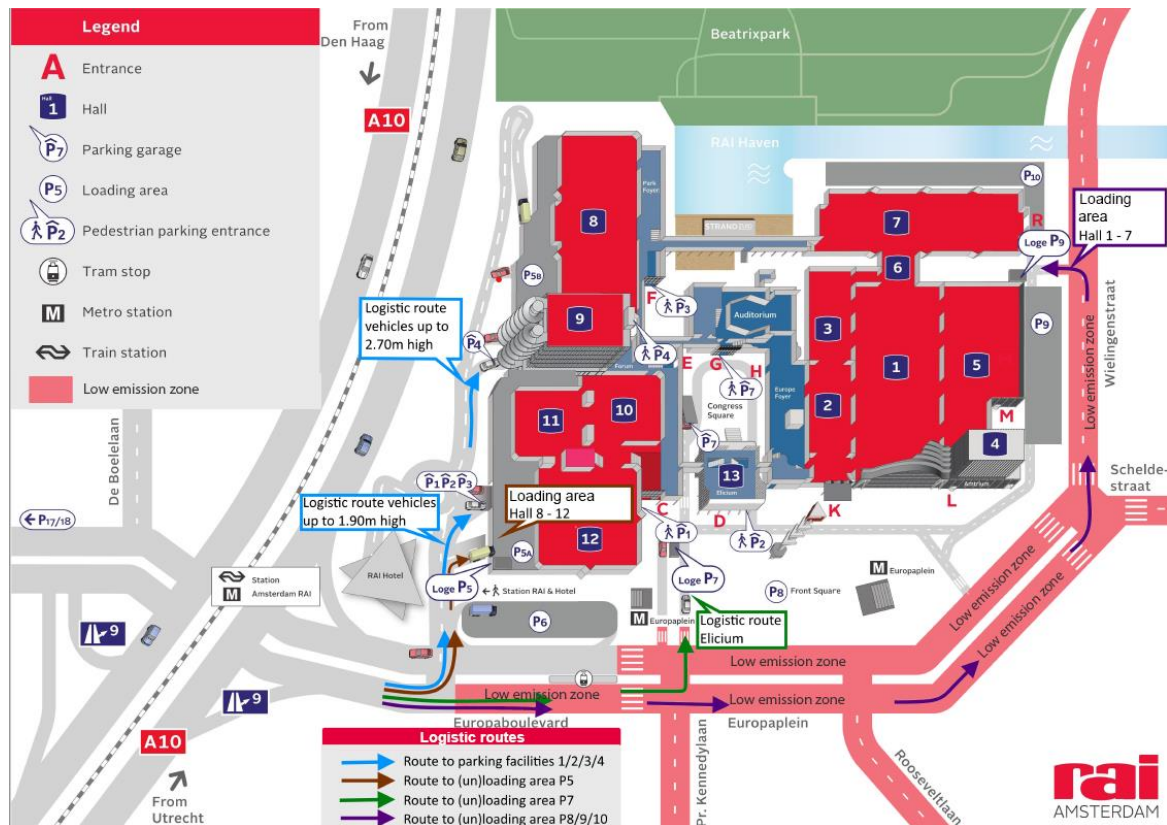 Legend
A Entrance
Hall
1 Hall
P7 Parking garage
P5 Loading area
P2 Pedestrian parking entrance
Tram stop
M Metro station
Train station
Low emission zone
From
Den Haag
A10
Beatrixpark
RAI Haven
P10
STRAND
Park
Foyer
8
7
R
Loading
area
Hall 1 - 7
Loge P9
6
P5B
F
P3
Logistic route
vehicles up to
2.70m high
9
Auditorium
3
P9
P4
P4
Forum
E
G
H
P7
1
5
Wielingenstraat
Low emission zone
Europe
Foyer
Congress
Square
11
10
2
M
4
P7
13
Elicium
Amtrium
De Boelelaan
P1 P2 P3
Loading area
Hall 8 - 12
Schelde-
straat
Logistic route vehicles
up to 1.90m high
C
D
K
L
P17/18
12
P1
P2
P5A
RAI Hotel
Loge P5
Loge P7
M Europaplein
Station
M Amsterdam RAI
Station RAI & Hotel
P8 Front Square
P6
M Europaplein
Logistic route
Elicium
Low emission zone
Low emission zone
9
Low emission zone
9
Low emission zone
Low emission zone
Europaboulevard
Europaplein
A10
From
Utrecht
Pr. Kennedylaan
Rooseveltlaan
Logistic routes
Route to parking facilities 1/2/3/4
Route to (un)loading area P5
Route to (un)loading area P7
Route to (un)loading area P8/9/10
rai
AMSTERDAM